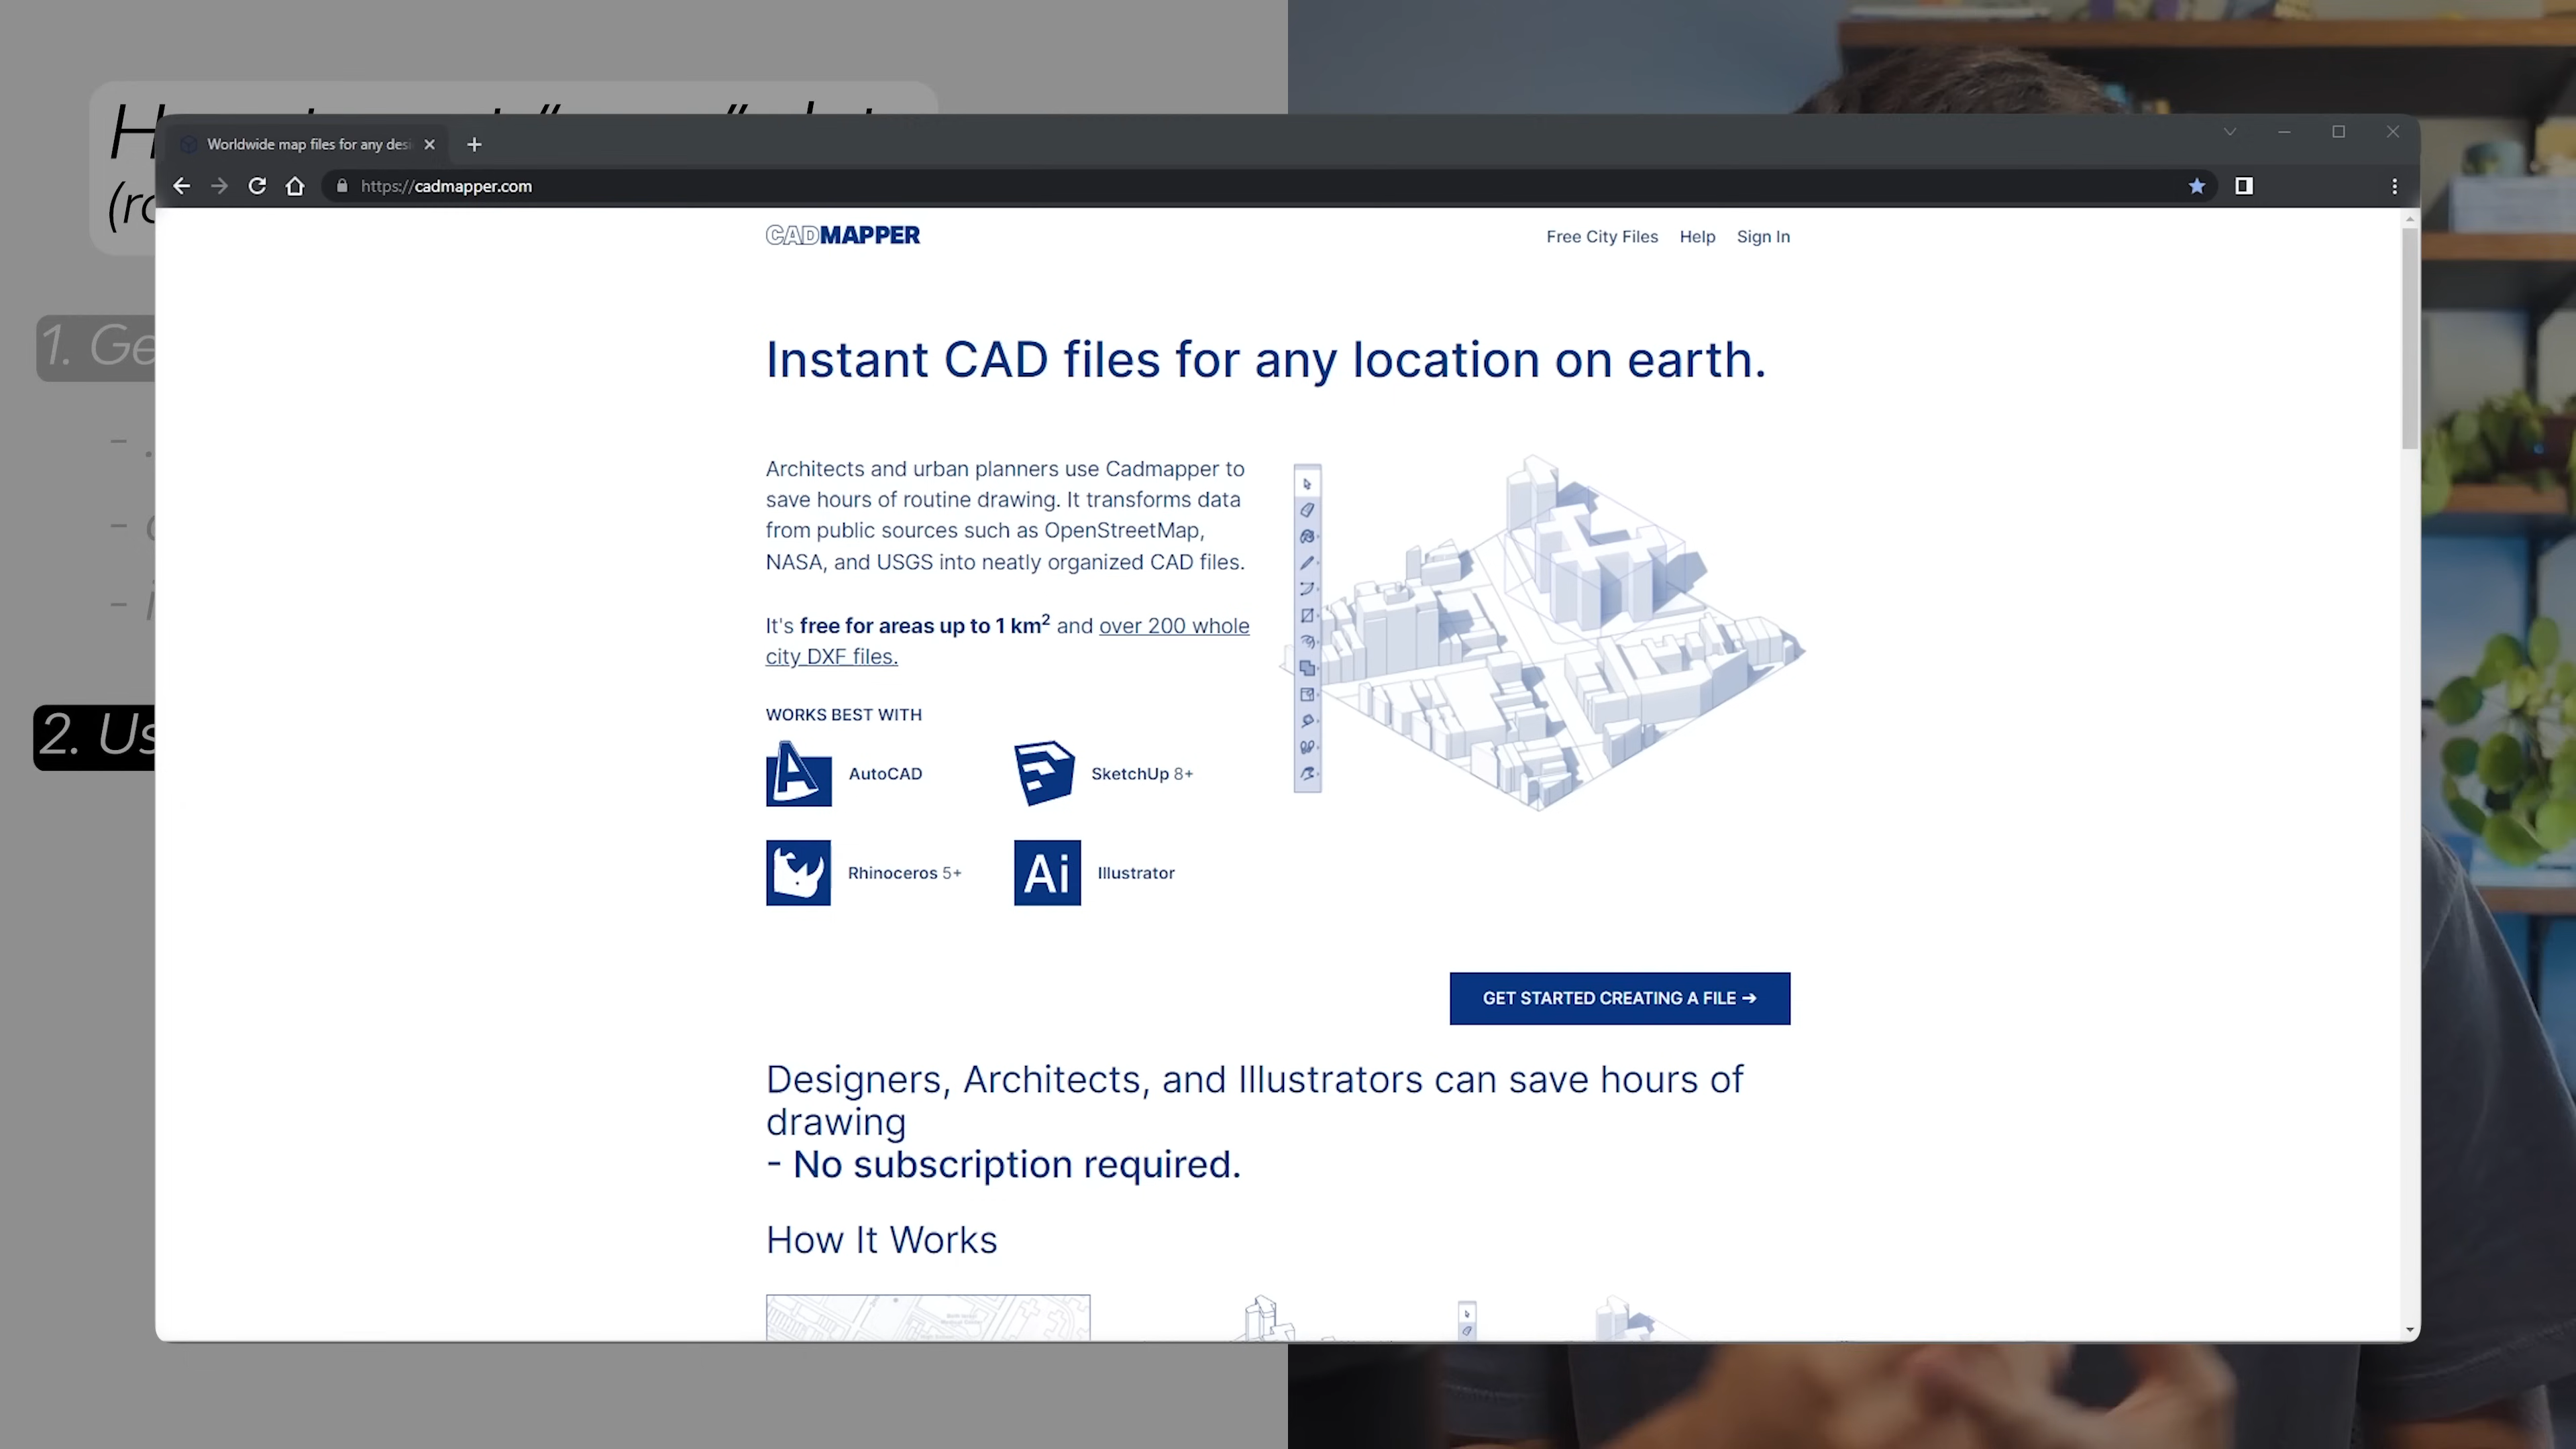 Worldwide map files for any desi
https://cadmapper.com
CADMAPPER
Free City Files Help Sign In
Instant CAD files for any location on earth.
Architects and urban planners use Cadmapper to
save hours of routine drawing. It transforms data
from public sources such as OpenStreetMap,
NASA, and USGS into neatly organized CAD files.
It's free for areas up to 1 km² and over 200 whole
city DXF files.
WORKS BEST WITH
AutoCAD
SketchUp 8+
Rhinoceros 5+
Ai Illustrator
GET STARTED CREATING A FILE →
Designers, Architects, and Illustrators can save hours of
drawing
- No subscription required.
How It Works
1. Ge
2. Us